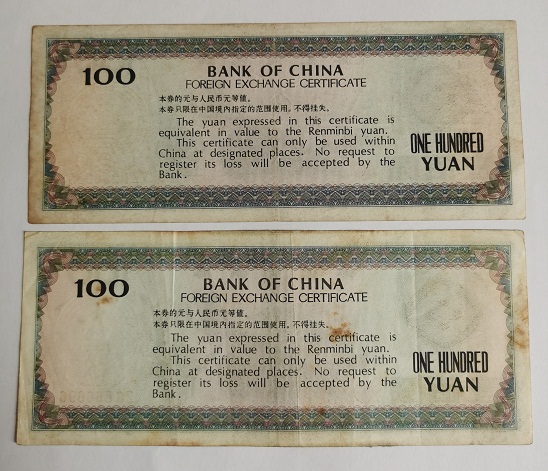 100
BANK OF CHINA
FOREIGN EXCHANGE CERTIFICATE
本券的元与人民币元等值。
本券只限在中国境内指定的范围使用，不得挂失。
The yuan expressed in this certificate is
equivalent in value to the Renminbi yuan.
This certificate can only be used within
China at designated places. No request to
register its loss will be accepted by the
Bank.
ONE HUNDRED
YUAN
100
BANK OF CHINA
FOREIGN EXCHANGE CERTIFICATE
本券的元与人民币元等值。
本券只限在中国境内指定的范围使用，不得挂失。
The yuan expressed in this certificate is
equivalent in value to the Renminbi yuan.
This certificate can only be used within
China at designated places. No request to
register its loss will be accepted by the
Bank.
ONE HUNDRED
YUAN